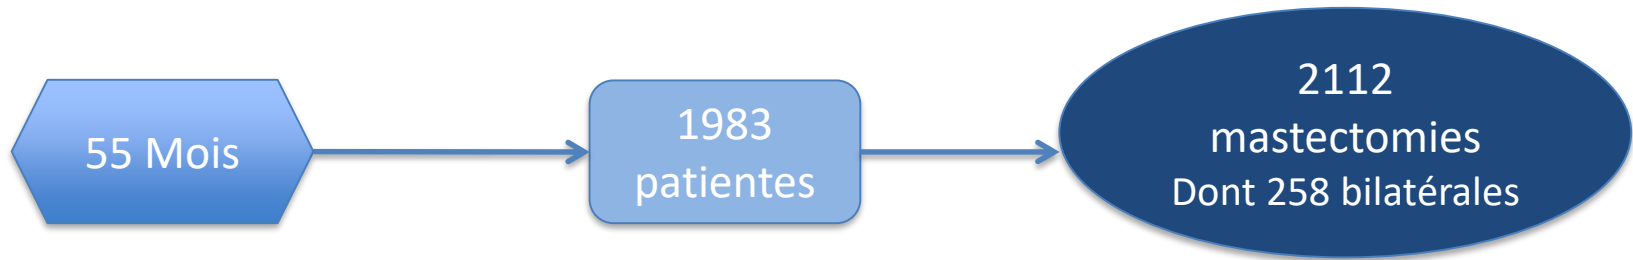 55 Mois
1983
patientes
2112
mastectomies
Dont 258 bilatérales